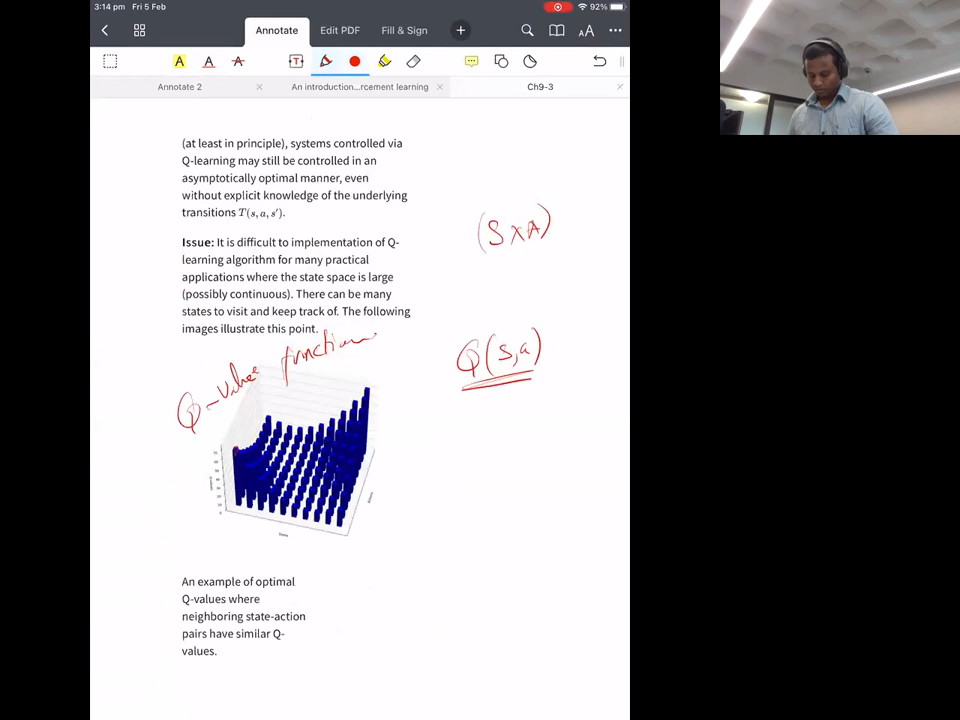 3:14 pm Fri 5 Feb
92%
Annotate Edit PDF Fill & Sign
AA
A A A T
Annotate 2 An introduction...rcement learning Ch9-3
(at least in principle), systems controlled via
Q-learning may still be controlled in an
asymptotically optimal manner, even
without explicit knowledge of the underlying
transitions T(s, a, s′).
(S×A)
Issue: It is difficult to implementation of Q-
learning algorithm for many practical
applications where the state space is large
(possibly continuous). There can be many
states to visit and keep track of. The following
images illustrate this point.
Q-value function
Q(s,a)
An example of optimal
Q-values where
neighboring state-action
pairs have similar Q-
values.